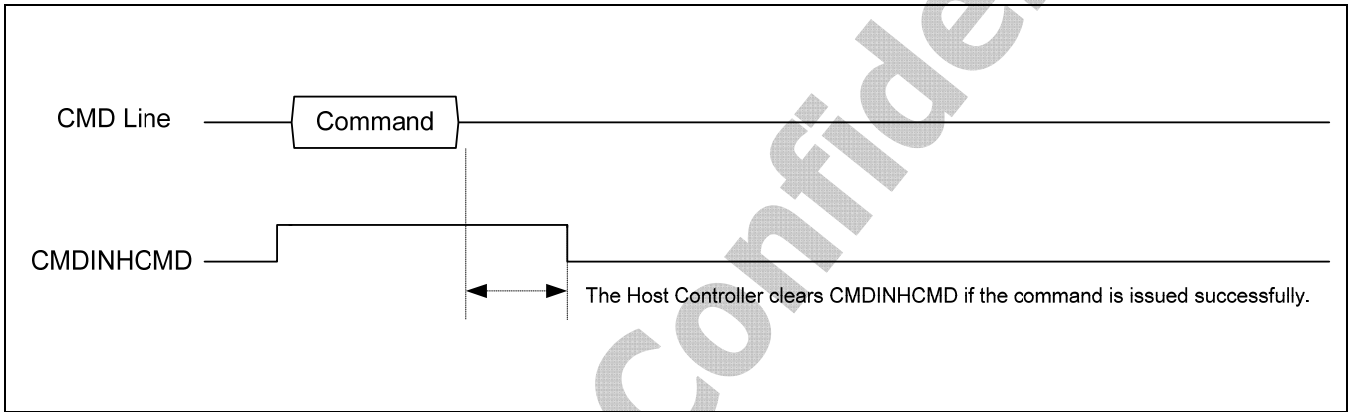 CMD Line
Command
CMDINHCMD
The Host Controller clears CMDINHCMD if the command is issued successfully.